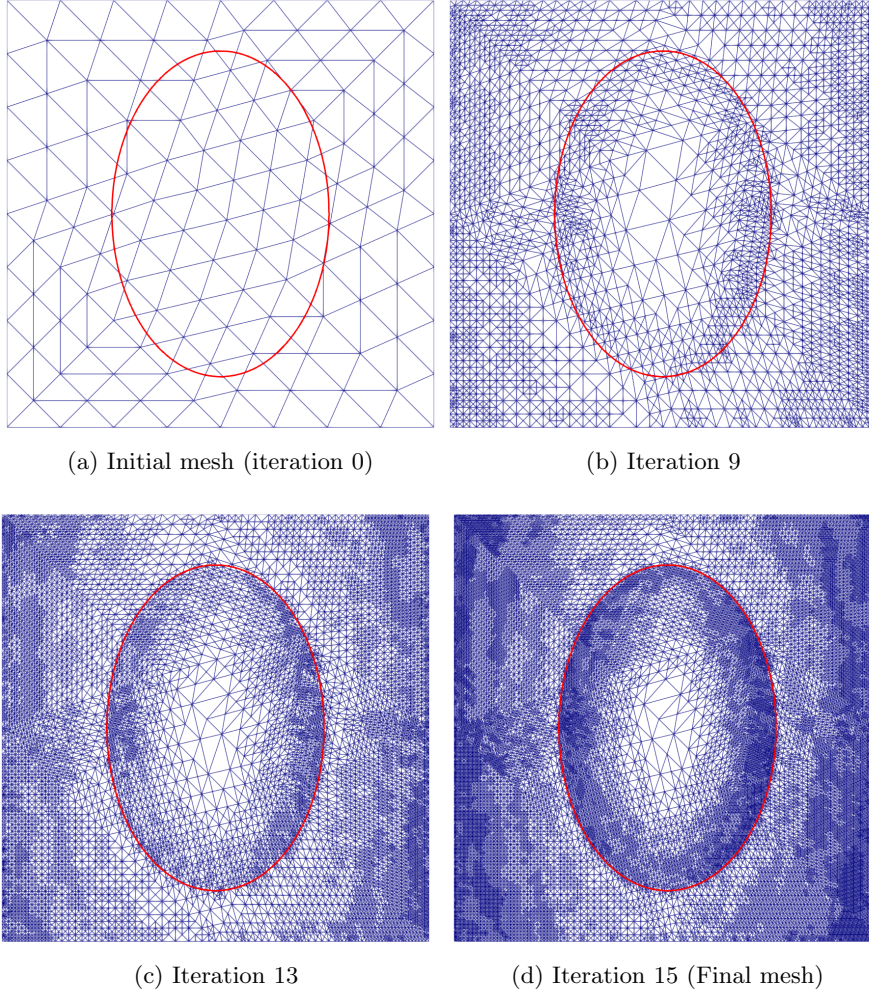 (a) Initial mesh (iteration 0)
(b) Iteration 9
(c) Iteration 13
(d) Iteration 15 (Final mesh)